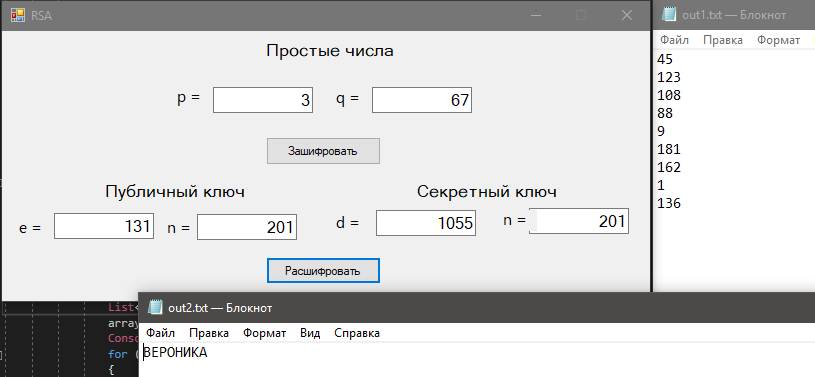 RSA
Простые числа
p = 3 q = 67
Зашифровать
Публичный ключ Секретный ключ
e = 131 n = 201 d = 1055 n = 201
Расшифровать
out1.txt — Блокнот
Файл Правка Формат
45
123
108
88
9
181
162
1
136
List<
array
Conso
for (
{
out2.txt — Блокнот
Файл Правка Формат Вид Справка
ВЕРОНИКА